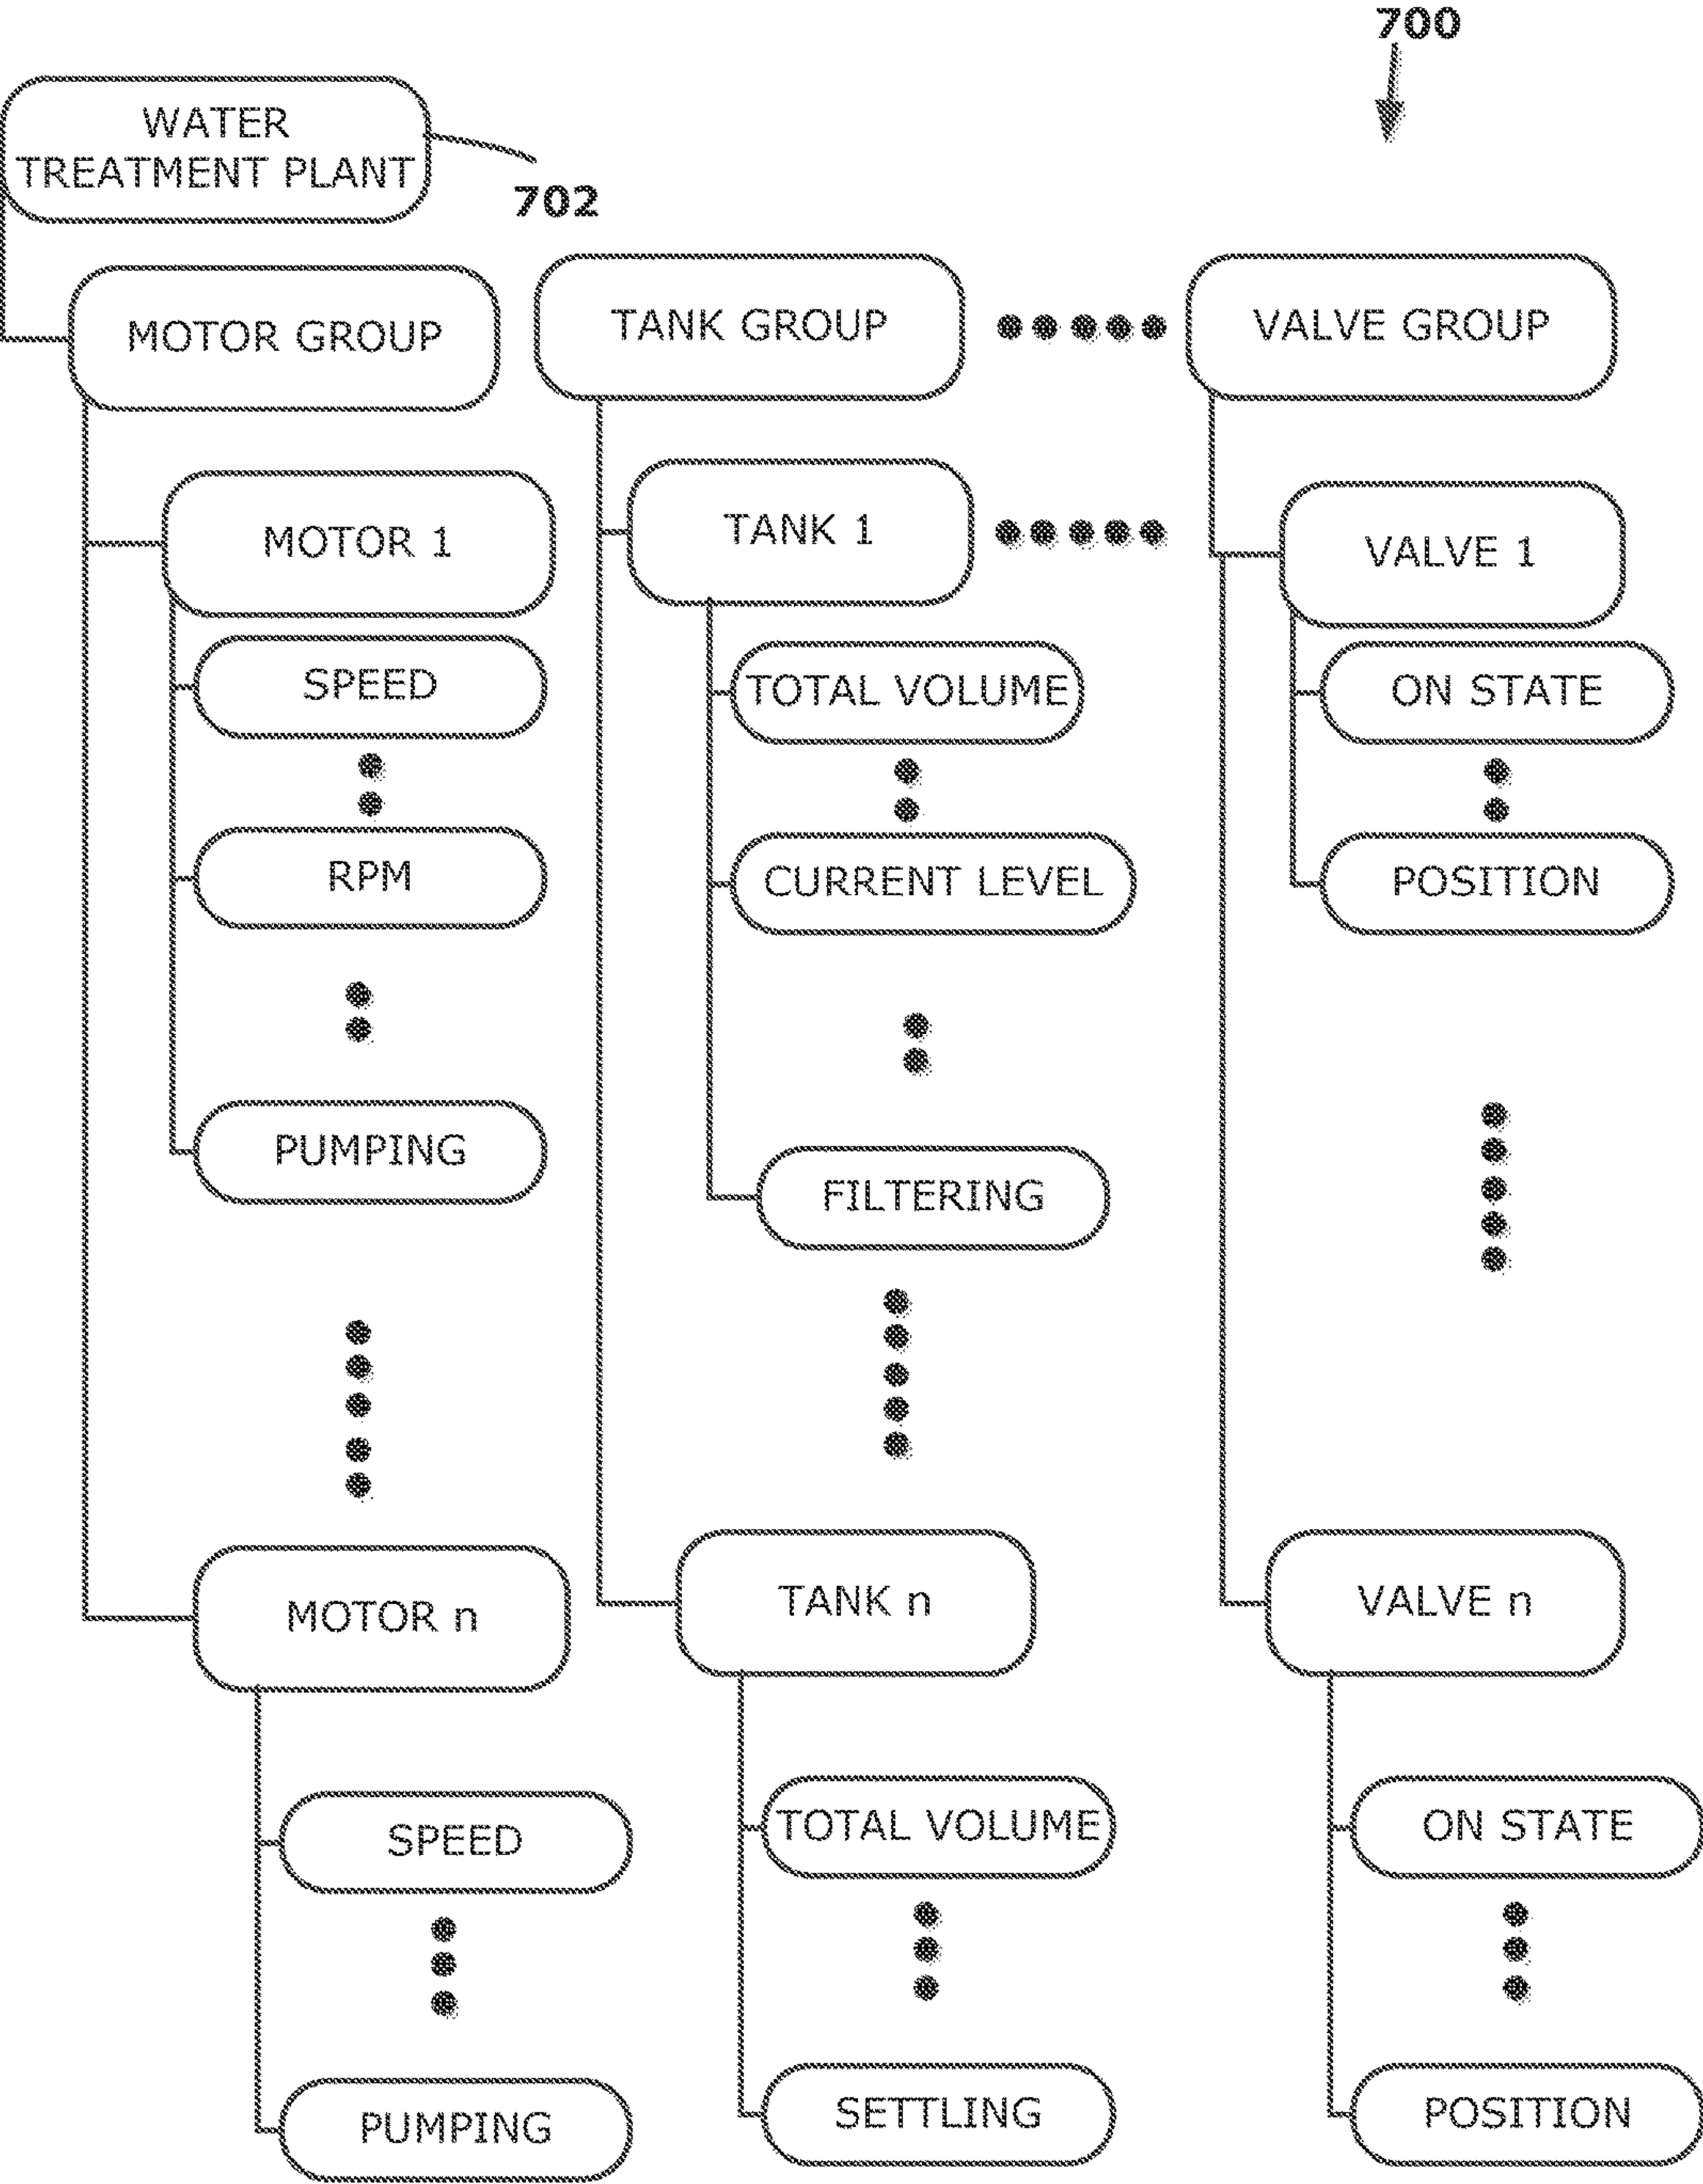 700
WATER
TREATMENT PLANT
702
MOTOR GROUP
TANK GROUP
VALVE GROUP
MOTOR 1
TANK 1
VALVE 1
SPEED
TOTAL VOLUME
ON STATE
RPM
CURRENT LEVEL
POSITION
PUMPING
FILTERING
MOTOR n
TANK n
VALVE n
SPEED
TOTAL VOLUME
ON STATE
PUMPING
SETTLING
POSITION